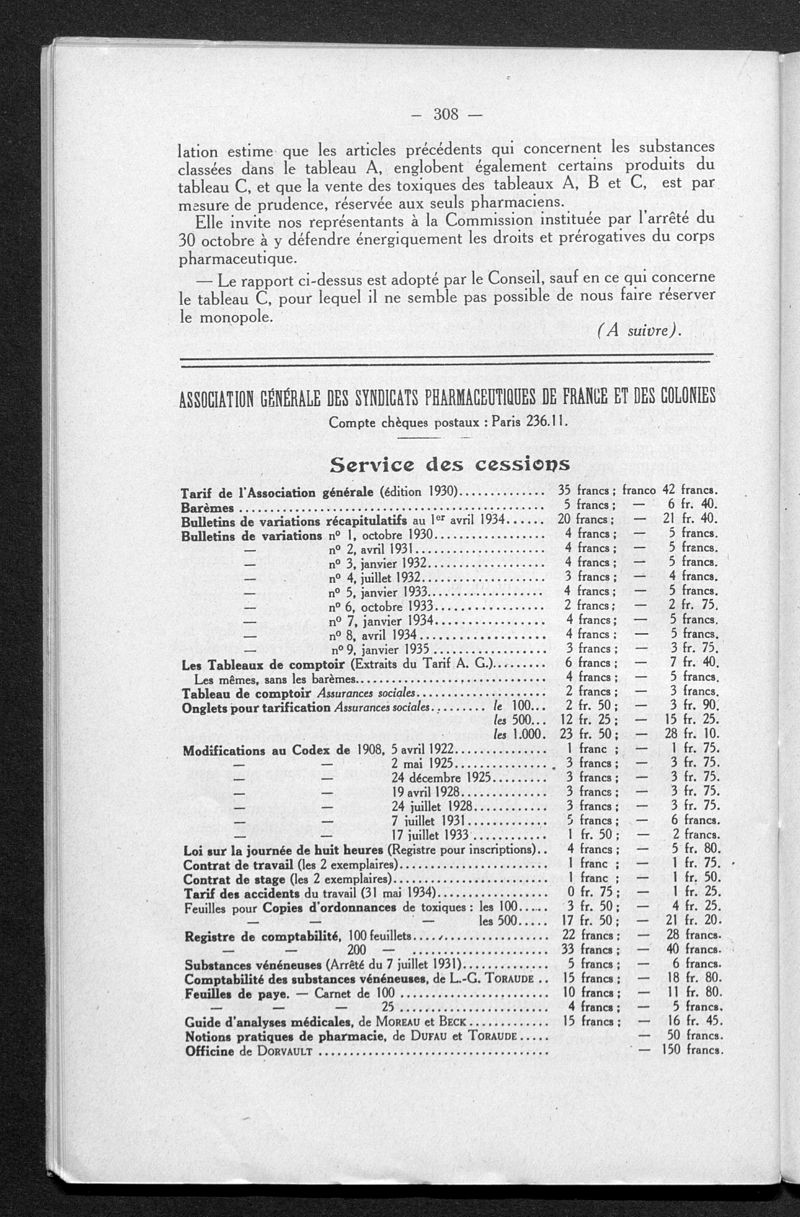 — 308 —
lation estime que les articles précédents qui concernent les substances
classées dans le tableau A, englobent également certains produits du
tableau C, et que la vente des toxiques des tableaux A, B et C, est par
mesure de prudence, réservée aux seuls pharmaciens.
Elle invite nos représentants à la Commission instituée par l'arrêté du
30 octobre à y défendre énergiquement les droits et prérogatives du corps
pharmaceutique.
— Le rapport ci-dessus est adopté par le Conseil, sauf en ce qui concerne
le tableau C, pour lequel il ne semble pas possible de nous faire réserver
le monopole.
(A suivre).
ASSOCIATION GÉNÉRALE DES SYNDICATS PHARMACEUTIQUES DE FRANCE ET DES COLONIES
Compte chèques postaux : Paris 236.11.
Service des cessions
Tarif de l'Association générale (édition 1930).............. 35 francs ; franco 42 francs.
Barèmes ................................................ 5 francs ; — 6 fr. 40.
Bulletins de variations récapitulatifs au 1er avril 1934...... 20 francs ; — 21 fr. 40.
Bulletins de variations n° 1, octobre 1930.................. 4 francs ; — 5 francs.
— n° 2, avril 1931..................... 4 francs ; — 5 francs.
— n° 3, janvier 1932................... 4 francs ; — 5 francs.
— n° 4, juillet 1932.................... 3 francs ; — 4 francs.
— n° 5, janvier 1933................... 4 francs ; — 5 francs.
— n° 6, octobre 1933.................. 2 francs ; — 2 fr. 75.
— n° 7, janvier 1934.................. 4 francs ; — 5 francs.
— n° 8, avril 1934.................... 4 francs : — 5 francs.
— n° 9, janvier 1935 .................. 3 francs ; — 3 fr. 75.
Les Tableaux de comptoir (Extraits du Tarif A. G.)......... 6 francs ; — 7 fr. 40.
Les mêmes, sans les barèmes............................... 4 francs ; — 5 francs.
Tableau de comptoir Assurances sociales..................... 2 francs ; — 3 francs.
Onglets pour tarification Assurances sociales.......... le 100... 2 fr. 50 ; — 3 fr. 90.
les 500... 12 fr. 25 ; — 15 fr. 25.
les 1.000. 23 fr. 50 ; — 28 fr. 10.
Modifications au Codex de 1908, 5 avril 1922............... 1 franc ; — 1 fr. 75.
— — 2 mai 1925............... 3 francs ; — 3 fr. 75.
— — 24 décembre 1925......... 3 francs ; — 3 fr. 75.
— — 19 avril 1928.............. 3 francs ; — 3 fr. 75.
— — 24 juillet 1928............ 3 francs ; — 3 fr. 75.
— — 7 juillet 1931............. 5 francs ; — 6 francs.
— — 17 juillet 1933 ............ 1 fr. 50 ; — 2 francs.
Loi sur la journée de huit heures (Registre pour inscriptions).. 4 francs ; — 5 fr. 80.
Contrat de travail (les 2 exemplaires)........................ 1 franc ; — 1 fr. 75.
Contrat de stage (les 2 exemplaires)......................... 1 franc ; — 1 fr. 50.
Tarif des accidents du travail (31 mai 1934).................. 0 fr. 75 ; — 1 fr. 25.
Feuilles pour Copies d'ordonnances de toxiques : les 100...... 3 fr. 50 ; — 4 fr. 25.
— — — les 500..... 17 fr. 50 ; — 21 fr. 20.
Registre de comptabilité, 100 feuillets...................... 22 francs ; — 28 francs.
— — 200 — ...................... 33 francs ; — 40 francs.
Substances vénéneuses (Arrêté du 7 juillet 1931).............. 5 francs ; — 6 francs.
Comptabilité des substances vénéneuses, de L.-G. TORAUDE .. 15 francs ; — 18 fr. 80.
Feuilles de paye. — Carnet de 100 ........................ 10 francs ; — 11 fr. 80.
— — — 25 ........................ 4 francs ; — 5 francs.
Guide d'analyses médicales, de MOREAU et BECK............. 15 francs ; — 16 fr. 45.
Notions pratiques de pharmacie, de DUFAU et TORAUDE ..... — 50 francs.
Officine de DORVAULT ..................................... — 150 francs.